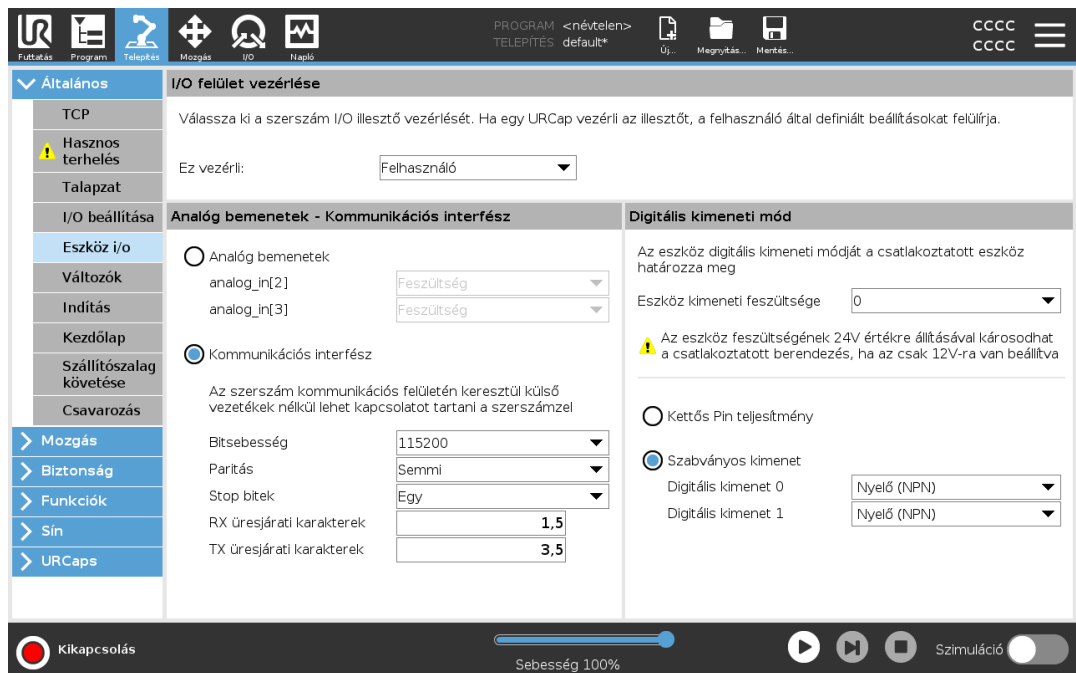 Futtatás
Program
Telepítés
Mozgás
I/O
Napló
PROGRAM <névtelen>
TELEPÍTÉS default*
Új...
Megnyitás...
Mentés...
CCCC
CCCC
Általános
TCP
Hasznos
terhelés
Talapzat
I/O beállítása
Eszköz i/o
Változók
Indítás
Kezdőlap
Szállítószalag
követése
Csavarozás
Mozgás
Biztonság
Funkciók
Sín
URCaps
I/O felület vezérlése
Válassza ki a szerszám I/O illesztő vezérlését. Ha egy URCap vezérli az illesztőt, a felhasználó által definiált beállításokat felülírja.
Ez vezérli: Felhasználó
Analóg bemenetek - Kommunikációs interfész
Analóg bemenetek
analog_in[2] Feszültség
analog_in[3] Feszültség
Kommunikációs interfész
Az szerszám kommunikációs felületén keresztül külső
vezetékek nélkül lehet kapcsolatot tartani a szerszámzel
Bitsebesség 115200
Paritás Semmi
Stop bitek Egy
RX üresjárati karakterek 1,5
TX üresjárati karakterek 3,5
Digitális kimeneti mód
Az eszköz digitális kimeneti módját a csatlakoztatott eszköz
határozza meg
Eszköz kimeneti feszültsége 0
Az eszköz feszültségének 24V értékre állításával károsodhat
a csatlakoztatott berendezés, ha az csak 12V-ra van beállítva
Kettős Pin teljesítmény
Szabványos kimenet
Digitális kimenet 0 Nyelő (NPN)
Digitális kimenet 1 Nyelő (NPN)
Kikapcsolás
Sebesség 100%
Szimuláció